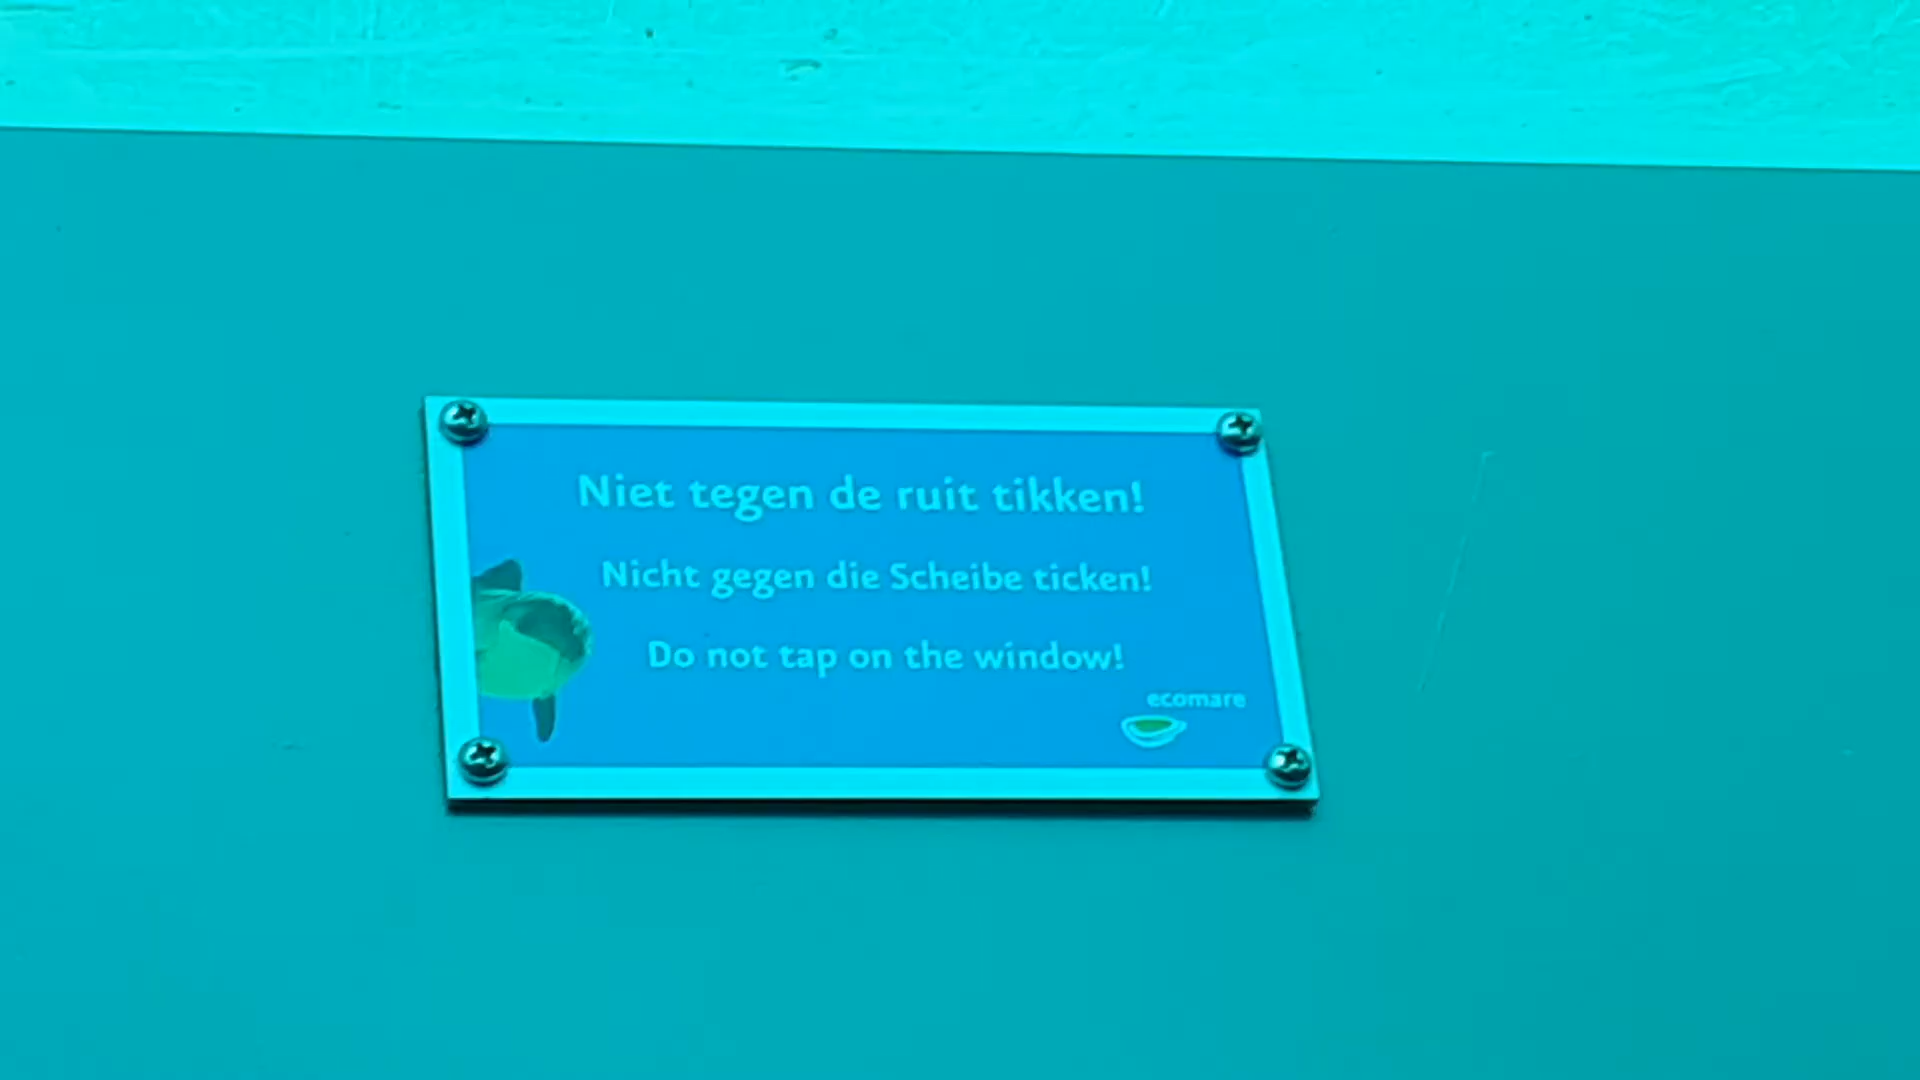 Niet tegen de ruit tikken!
Nicht gegen die Scheibe ticken!
Do not tap on the window!
ecomare